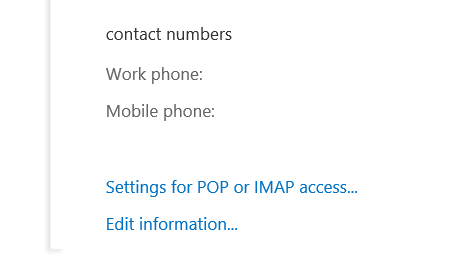 contact numbers
Work phone:
Mobile phone:
Settings for POP or IMAP access...
Edit information...